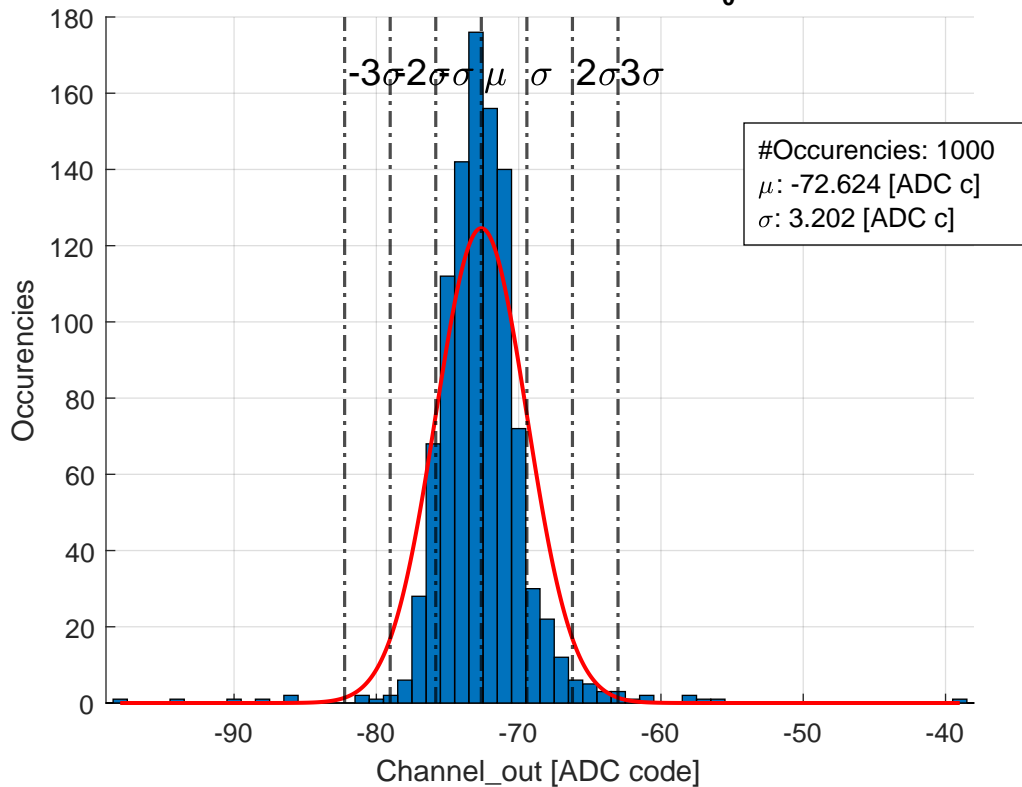 180
160
140
120
100
80
60
40
20
0
Occurencies
-3σ -2σ -σ μ σ 2σ 3σ
#Occurencies: 1000
μ: -72.624 [ADC c]
σ: 3.202 [ADC c]
-90 -80 -70 -60 -50 -40
Channel_out [ADC code]